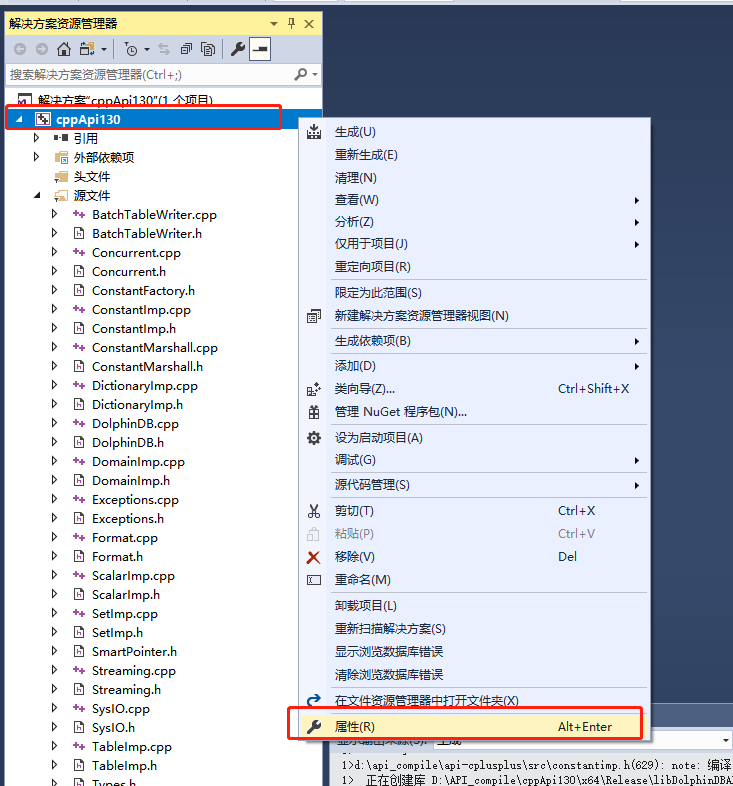 解决方案资源管理器
搜索解决方案资源管理器(Ctrl+;)
解决方案"cppApi130"(1 个项目)
cppApi130
引用
外部依赖项
头文件
源文件
BatchTableWriter.cpp
BatchTableWriter.h
Concurrent.cpp
Concurrent.h
ConstantFactory.h
ConstantImp.cpp
ConstantImp.h
ConstantMarshall.cpp
ConstantMarshall.h
DictionaryImp.cpp
DictionaryImp.h
DolphinDB.cpp
DolphinDB.h
DomainImp.cpp
DomainImp.h
Exceptions.cpp
Exceptions.h
Format.cpp
Format.h
ScalarImp.cpp
ScalarImp.h
SetImp.cpp
SetImp.h
SmartPointer.h
Streaming.cpp
Streaming.h
SysIO.cpp
SysIO.h
TableImp.cpp
TableImp.h
Types.h
生成(U)
重新生成(E)
清理(N)
查看(W)
分析(Z)
仅用于项目(J)
重定向项目(R)
限定为此范围(S)
新建解决方案资源管理器视图(N)
生成依赖项(B)
添加(D)
类向导(Z)... Ctrl+Shift+X
管理 NuGet 程序包(N)...
设为启动项目(A)
调试(G)
源代码管理(S)
剪切(T) Ctrl+X
粘贴(P) Ctrl+V
移除(V) Del
重命名(M)
卸载项目(L)
重新扫描解决方案(S)
显示浏览数据库错误
清除浏览数据库错误
在文件资源管理器中打开文件夹(X)
属性(R) Alt+Enter
显示输出来源(S): 生成
1>d:\api_compile\api-cplusplus\src\constantimp.h(629): note: 编译
1> 正在创建库 D:\API_compile\cppApi130\x64\Release\libDolphinDBA